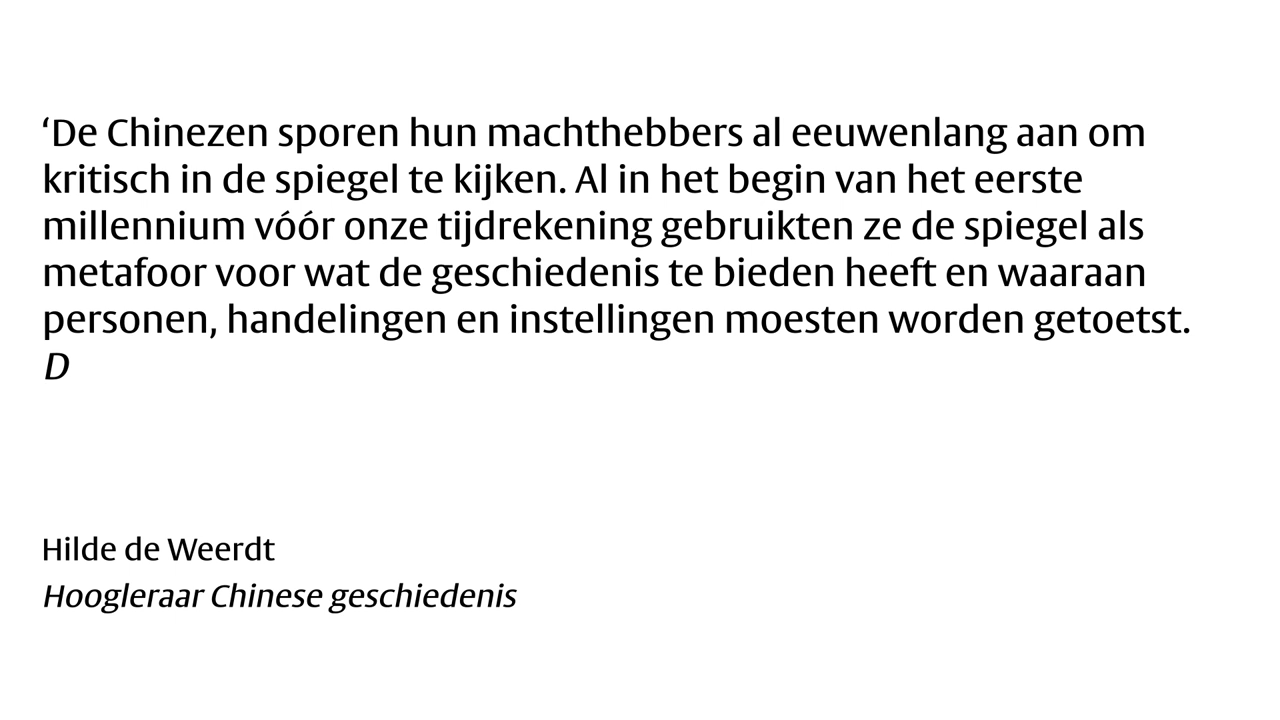 ‘De Chinezen sporen hun machthebbers al eeuwenlang aan om
kritisch in de spiegel te kijken. Al in het begin van het eerste
millennium vóór onze tijdrekening gebruikten ze de spiegel als
metafoor voor wat de geschiedenis te bieden heeft en waaraan
personen, handelingen en instellingen moesten worden getoetst.
D
Hilde de Weerdt
Hoogleraar Chinese geschiedenis